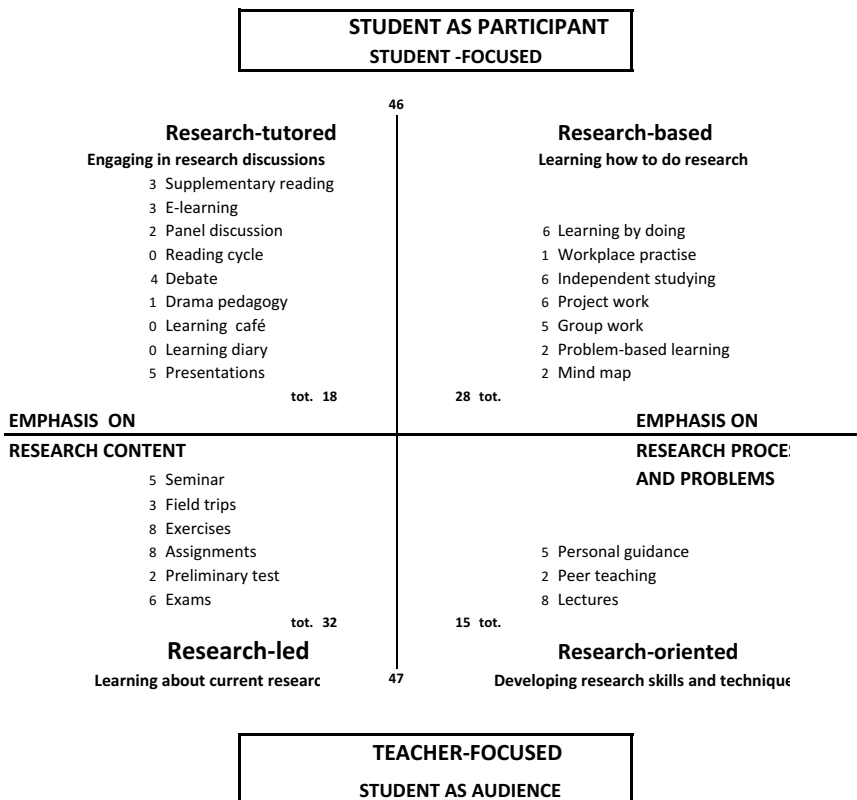 STUDENT AS PARTICIPANT
STUDENT -FOCUSED
46
Research-tutored
Engaging in research discussions
3 Supplementary reading
3 E-learning
2 Panel discussion
0 Reading cycle
4 Debate
1 Drama pedagogy
0 Learning café
0 Learning diary
5 Presentations
tot. 18
Research-based
Learning how to do research
6 Learning by doing
1 Workplace practise
6 Independent studying
6 Project work
5 Group work
2 Problem-based learning
2 Mind map
28 tot.
EMPHASIS ON
RESEARCH CONTENT
EMPHASIS ON
RESEARCH PROCE
AND PROBLEMS
5 Seminar
3 Field trips
8 Exercises
8 Assignments
2 Preliminary test
6 Exams
tot. 32
Research-led
Learning about current researc
5 Personal guidance
2 Peer teaching
8 Lectures
15 tot.
Research-oriented
Developing research skills and technique
47
TEACHER-FOCUSED
STUDENT AS AUDIENCE